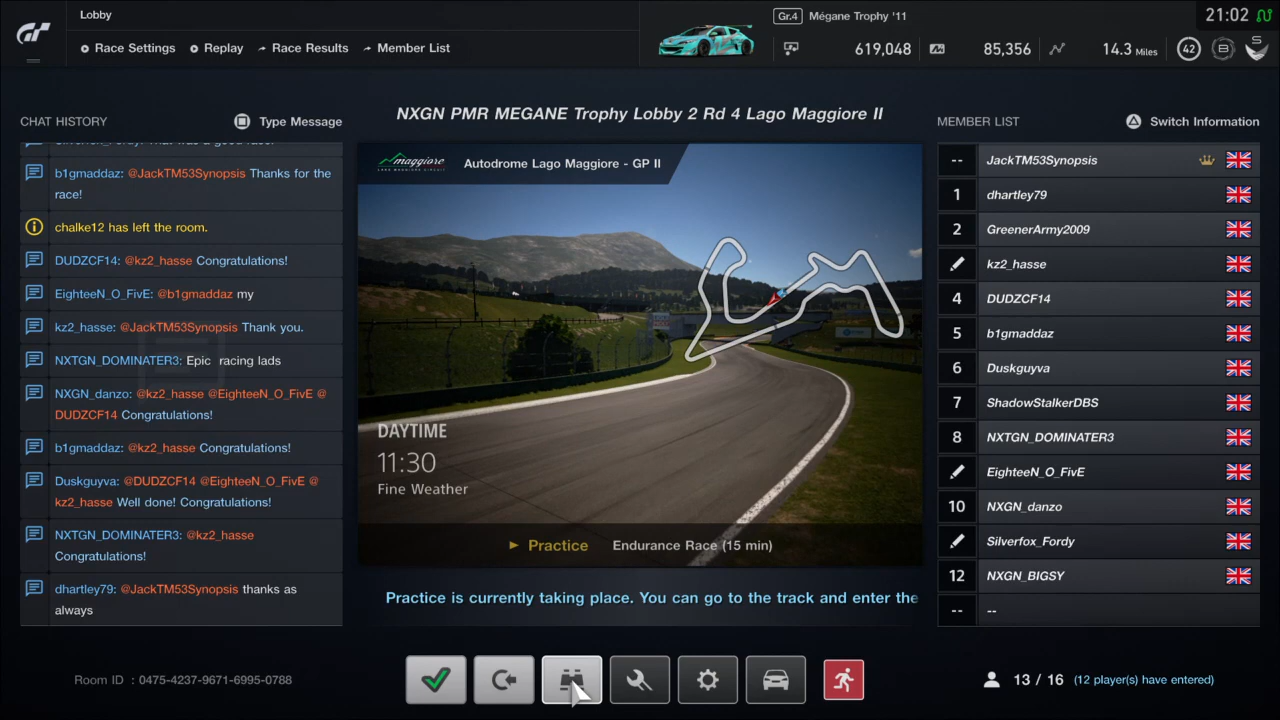 Lobby
Race Settings
Replay
Race Results
Member List
Gr.4
Mégane Trophy '11
619,048
85,356
14.3 Miles
21:02
42
B
S
CHAT HISTORY
Type Message
b1gmaddaz: @JackTM53Synopsis Thanks for the
race!
chalke12 has left the room.
DUDZCF14: @kz2_hasse Congratulations!
EighteeN_O_FivE: @b1gmaddaz my
kz2_hasse: @JackTM53Synopsis Thank you.
NXTGN_DOMINATER3: Epic racing lads
NXGN_danzo: @kz2_hasse @EighteeN_O_FivE @
DUDZCF14 Congratulations!
b1gmaddaz: @kz2_hasse Congratulations!
Duskguyva: @DUDZCF14 @EighteeN_O_FivE @
kz2_hasse Well done! Congratulations!
NXTGN_DOMINATER3: @kz2_hasse
Congratulations!
dhartley79: @JackTM53Synopsis thanks as
always
NXGN PMR MEGANE Trophy Lobby 2 Rd 4 Lago Maggiore II
maggiore
LAKE MAGGIORE CIRCUIT
Autodrome Lago Maggiore - GP II
DAYTIME
11:30
Fine Weather
Practice
Endurance Race (15 min)
Practice is currently taking place. You can go to the track and enter the
MEMBER LIST
Switch Information
-- JackTM53Synopsis
1 dhartley79
2 GreenerArmy2009
kz2_hasse
4 DUDZCF14
5 b1gmaddaz
6 Duskguyva
7 ShadowStalkerDBS
8 NXTGN_DOMINATER3
EighteeN_O_FivE
10 NXGN_danzo
Silverfox_Fordy
12 NXGN_BIGSY
-- --
Room ID : 0475-4237-9671-6995-0788
13 / 16 (12 player(s) have entered)